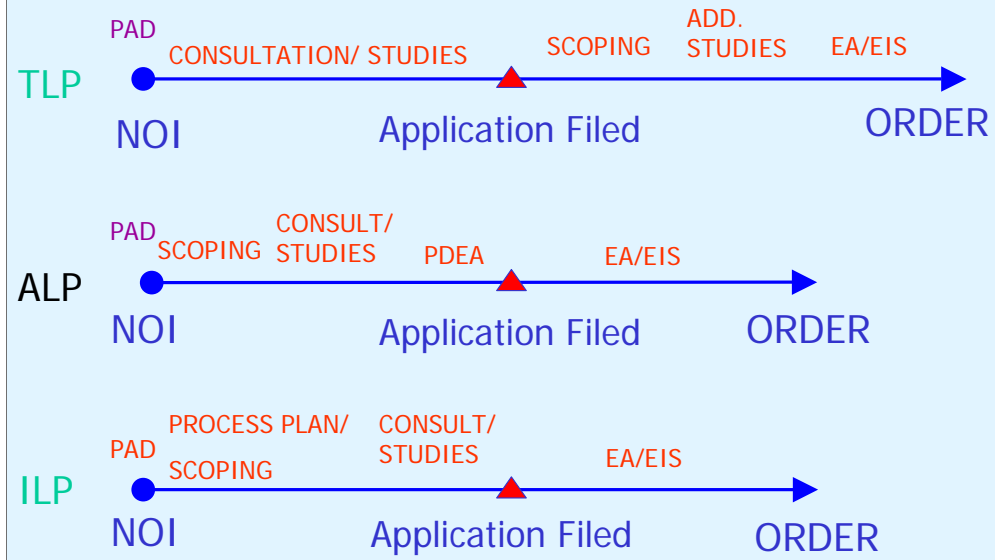 PAD
CONSULTATION/ STUDIES
SCOPING
ADD.
STUDIES
EA/EIS
TLP
NOI
Application Filed
ORDER
PAD
SCOPING
CONSULT/
STUDIES
PDEA
EA/EIS
ALP
NOI
Application Filed
ORDER
PAD
PROCESS PLAN/
SCOPING
CONSULT/
STUDIES
EA/EIS
ILP
NOI
Application Filed
ORDER